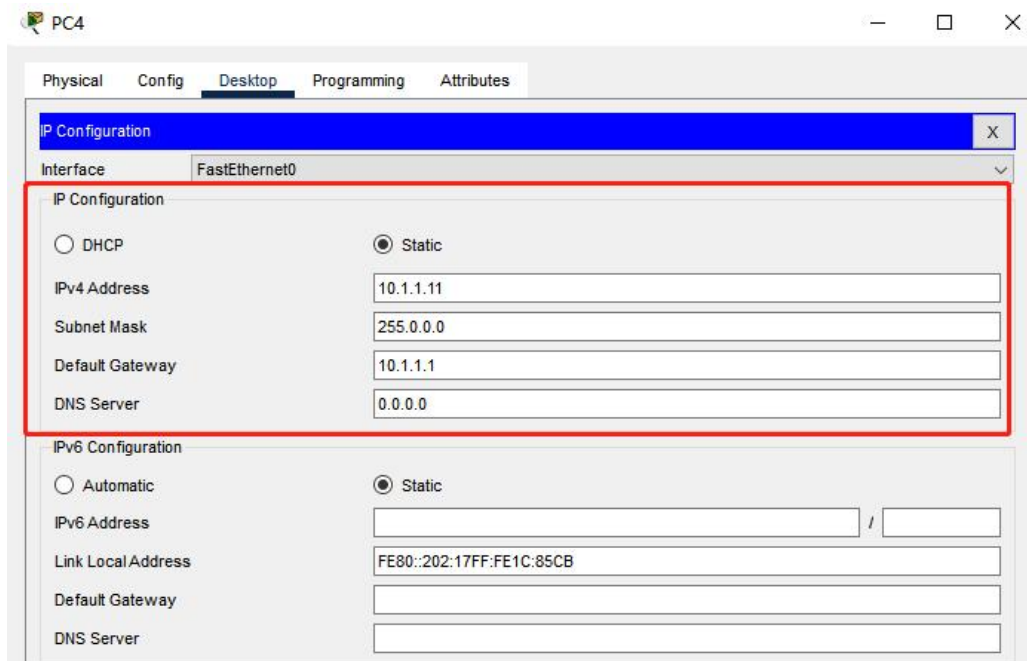 PC4
Physical Config Desktop Programming Attributes
IP Configuration X
Interface FastEthernet0
IP Configuration
DHCP Static
IPv4 Address 10.1.1.11
Subnet Mask 255.0.0.0
Default Gateway 10.1.1.1
DNS Server 0.0.0.0
IPv6 Configuration
Automatic Static
IPv6 Address /
Link Local Address FE80::202:17FF:FE1C:85CB
Default Gateway
DNS Server